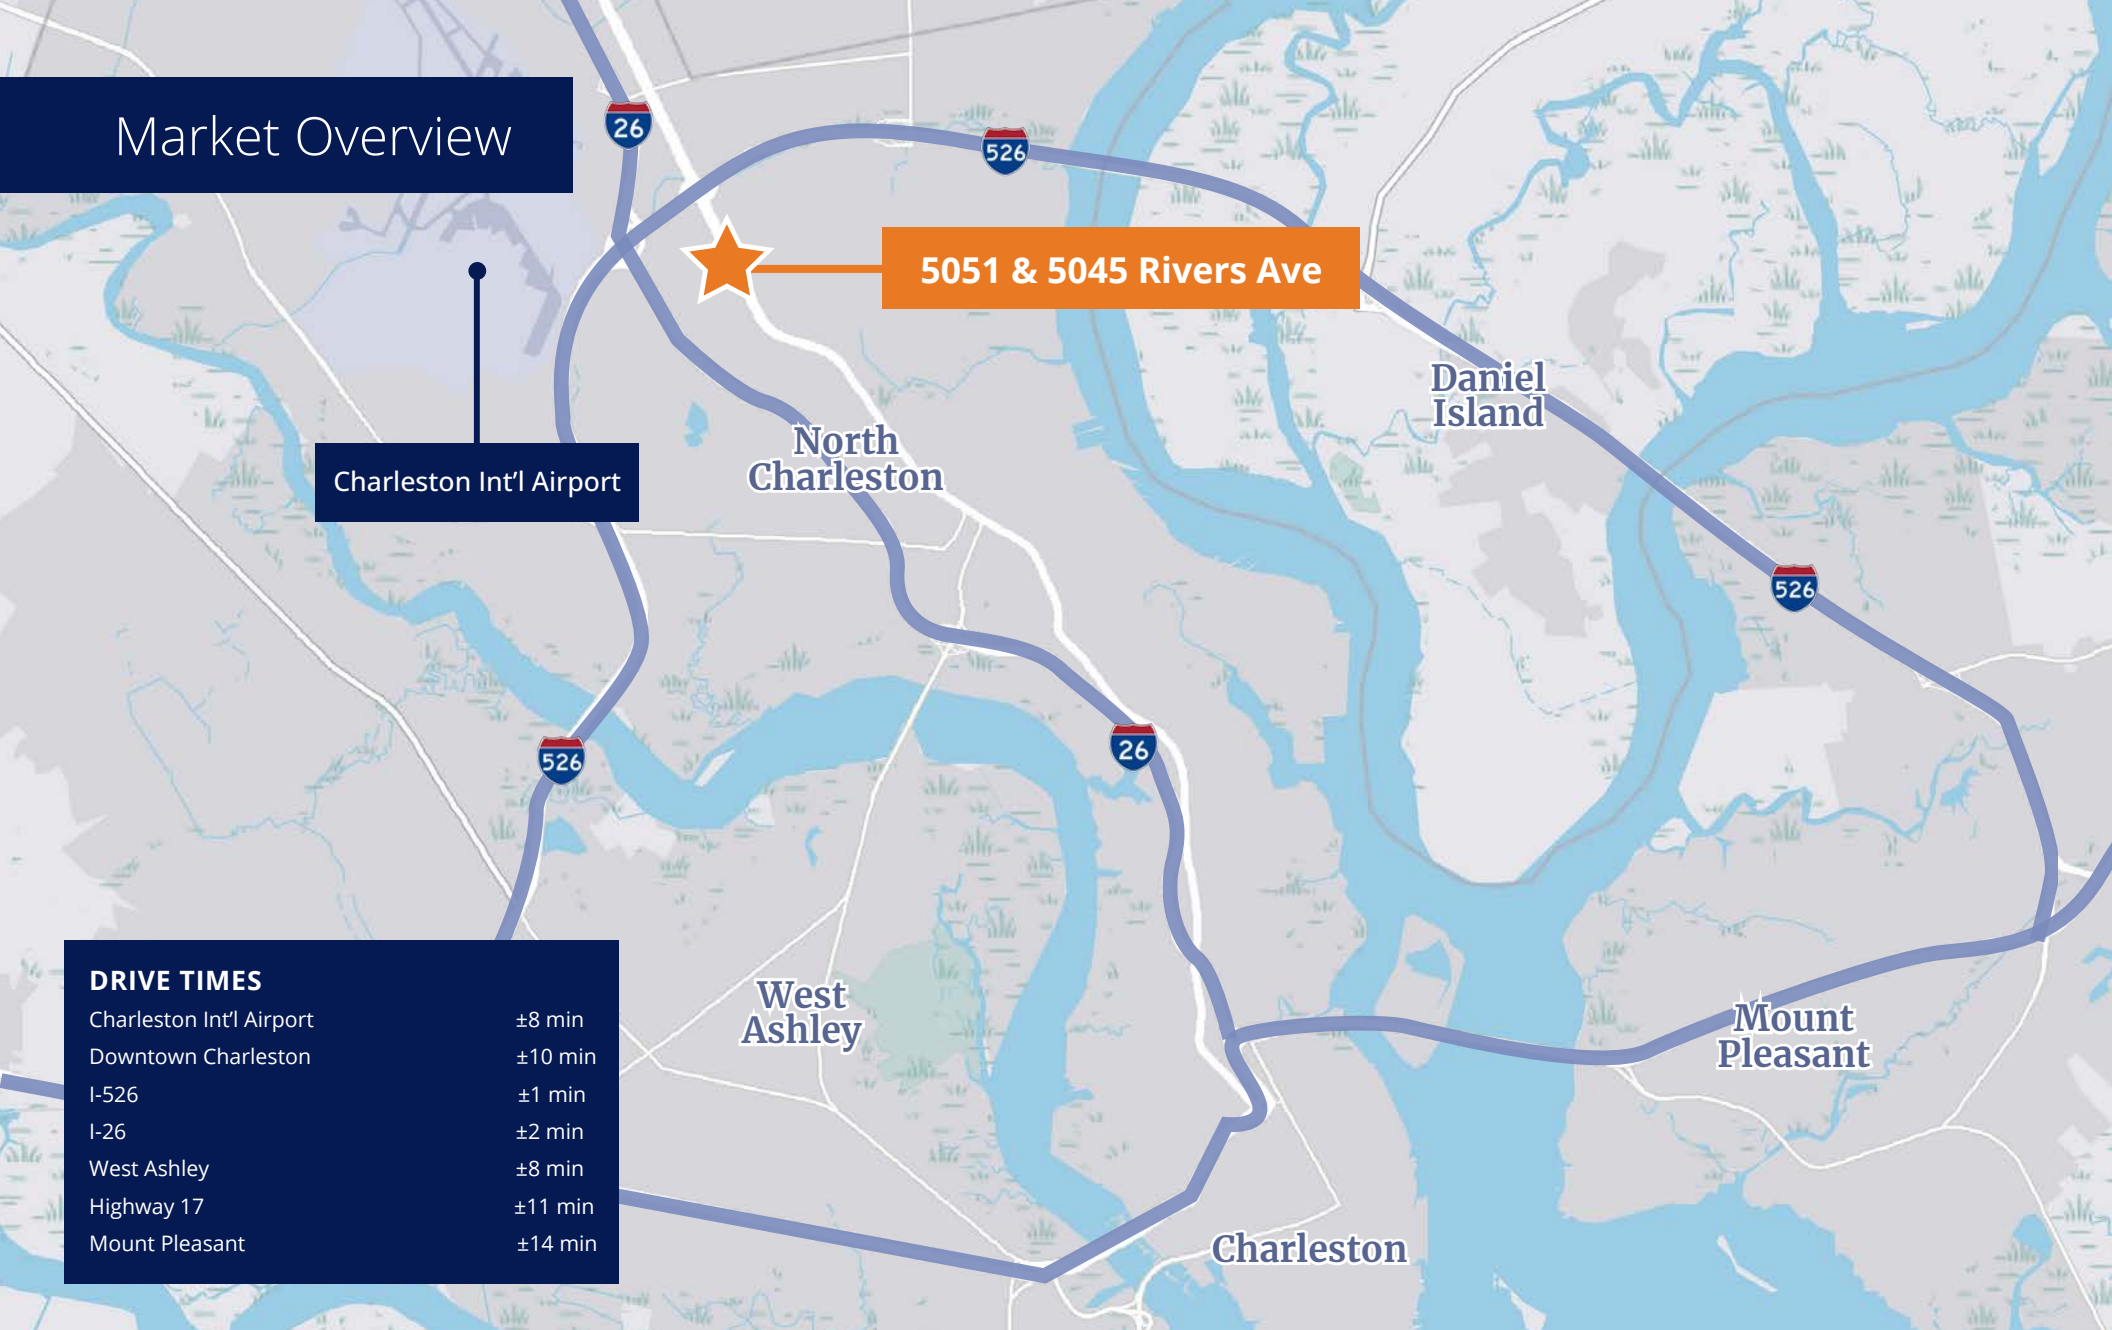 Market Overview
26
526
5051 & 5045 Rivers Ave
Daniel
Island
North
Charleston
Charleston Int'l Airport
526
26
526
DRIVE TIMES
Charleston Int'l Airport ±8 min
Downtown Charleston ±10 min
I-526 ±1 min
I-26 ±2 min
West Ashley ±8 min
Highway 17 ±11 min
Mount Pleasant ±14 min
West
Ashley
Mount
Pleasant
Charleston